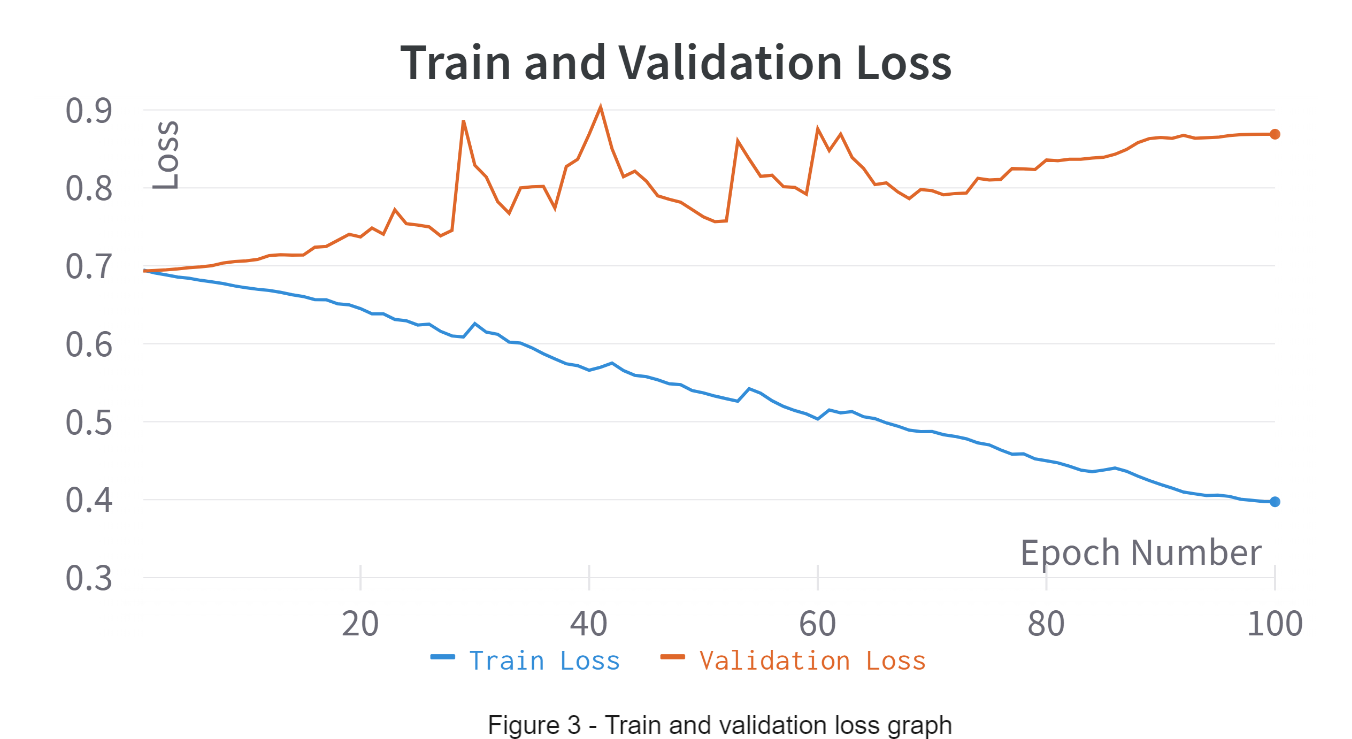 Train and Validation Loss
Loss
0.9
0.8
0.7
0.6
0.5
0.4
0.3
Epoch Number
20 40 60 80 100
Train Loss Validation Loss
Figure 3 - Train and validation loss graph